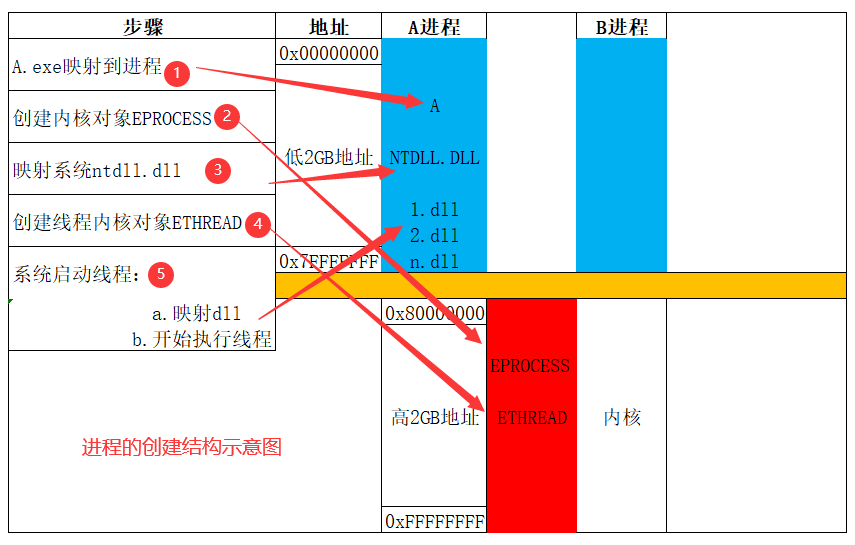 步骤 地址 A进程 B进程
0x00000000
A.exe映射到进程 1
A
创建内核对象EPROCESS 2
低2GB地址 NTDLL.DLL
映射系统ntdll.dll 3
1.dll
创建线程内核对象ETHREAD 4
2.dll
0x7FFFFFFF n.dll
系统启动线程： 5
a.映射dll 0x80000000
b.开始执行线程
EPROCESS
高2GB地址 ETHREAD 内核
进程的创建结构示意图
0xFFFFFFFF